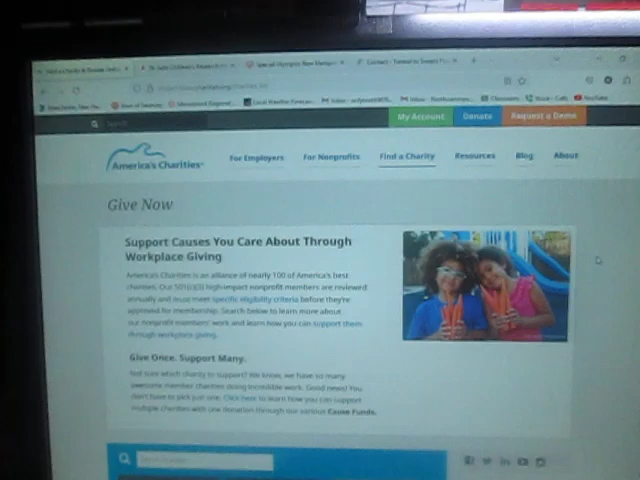 My Account Donate Request a Demo
America's Charities
For Employers For Nonprofits Find a Charity Resources Blog About
Give Now
Support Causes You Care About Through
Workplace Giving
America's Charities is an alliance of nearly 100 of America's best
charities. Our 501(c)(3) high-impact nonprofit members are reviewed
annually and must meet specific eligibility criteria before they're
approved for membership. Search below to learn more about
our nonprofit members' work and learn how you can support them
through workplace giving.
Give Once. Support Many.
Not sure which charity to support? We know, we have so many
awesome member charities doing incredible work. Good news! You
don't have to pick just one. Click here to learn how you can support
multiple charities with one donation through our various Cause Funds.